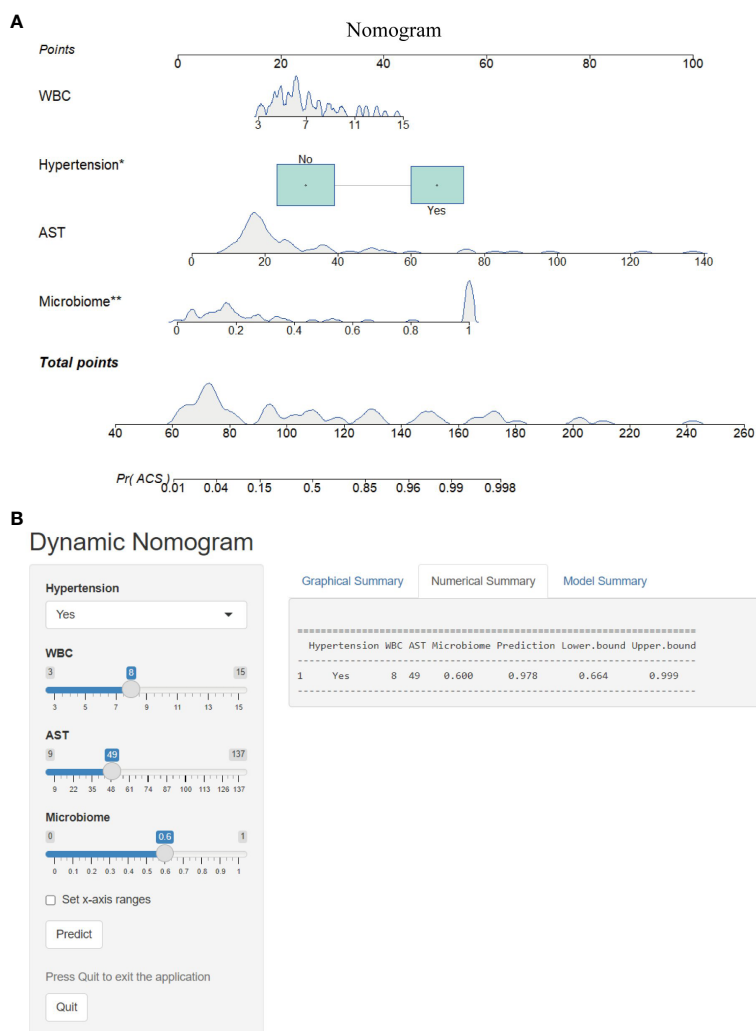 A
Nomogram
Points
0 20 40 60 80 100
WBC
3 7 11 15
Hypertension*
No
Yes
AST
0 20 40 60 80 100 120 140
Microbiome**
0 0.2 0.4 0.6 0.8 1
Total points
40 60 80 100 120 140 160 180 200 220 240 260
Pr( ACS )
0.01 0.04 0.15 0.5 0.85 0.96 0.99 0.998
B
Dynamic Nomogram
Hypertension
Yes
WBC
3 8 15
3 5 7 9 11 13 15
AST
9 49 137
9 22 35 48 61 74 87 100 113 126 137
Microbiome
0 0.6 1
0 0.1 0.2 0.3 0.4 0.5 0.6 0.7 0.8 0.9 1
Set x-axis ranges
Predict
Press Quit to exit the application
Quit
Graphical Summary Numerical Summary Model Summary
Hypertension WBC AST Microbiome Prediction Lower.bound Upper.bound
1 Yes 8 49 0.600 0.978 0.664 0.999